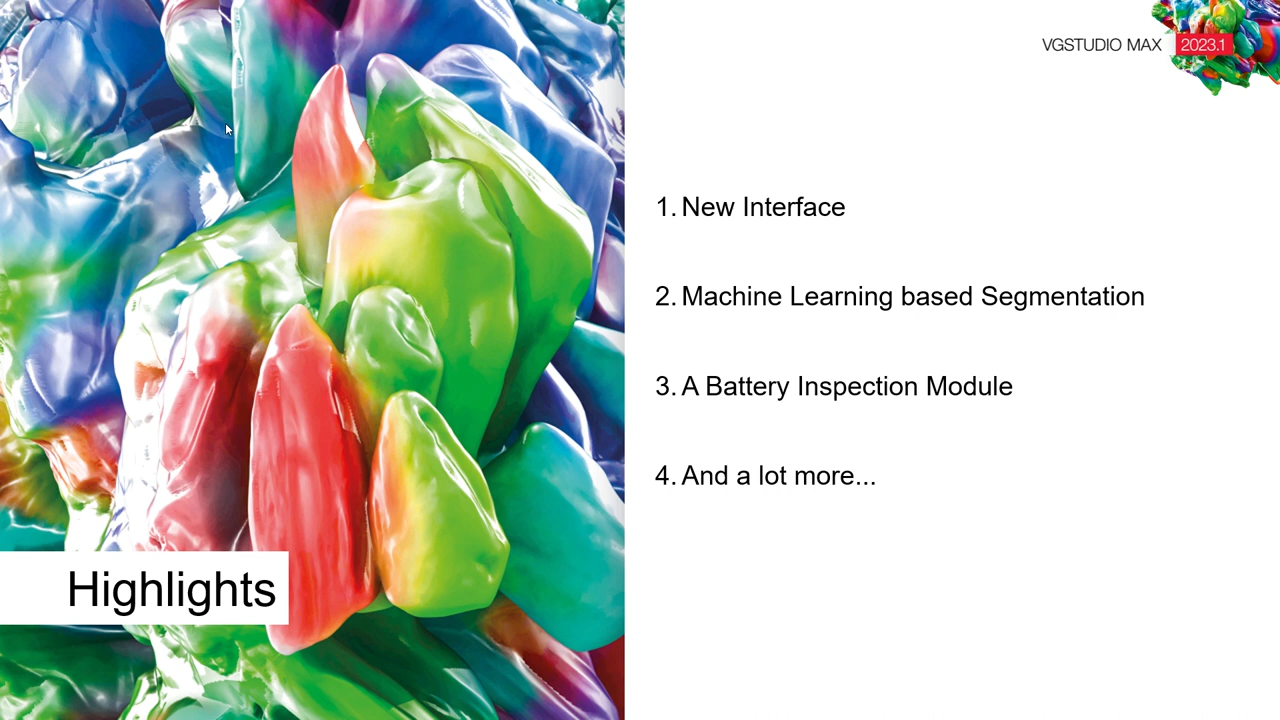 VGSTUDIO MAX 2023.1
1. New Interface
2. Machine Learning based Segmentation
3. A Battery Inspection Module
4. And a lot more...
Highlights